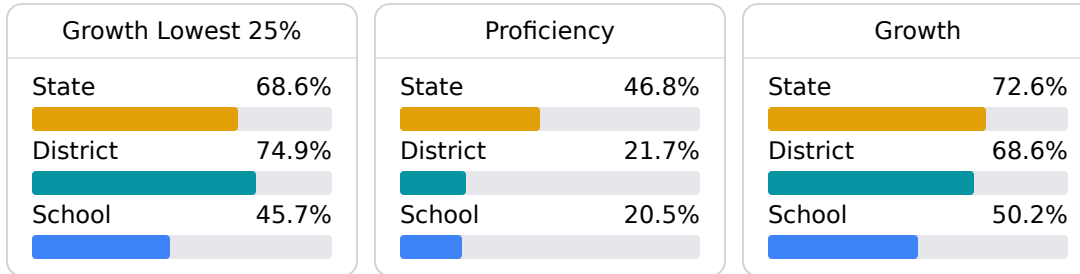 Growth Lowest 25%
State 68.6%
District 74.9%
School 45.7%
Proficiency
State 46.8%
District 21.7%
School 20.5%
Growth
State 72.6%
District 68.6%
School 50.2%